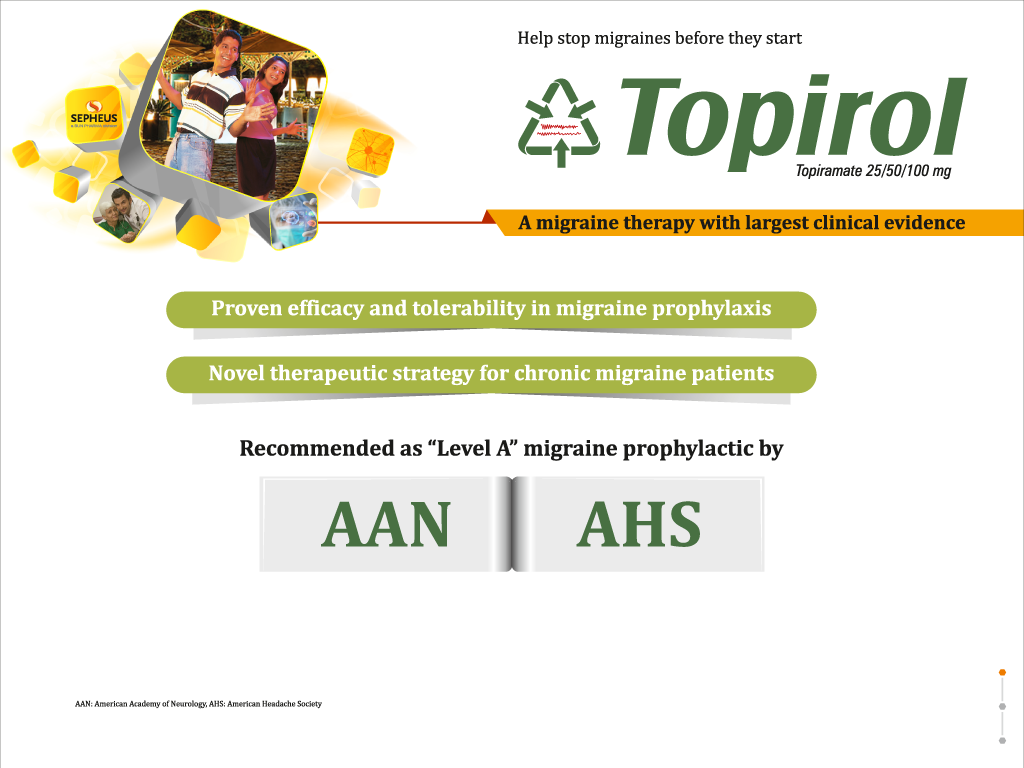 Help stop migraines before they start
SEPHEUS
Topirol
Topiramate 25/50/100 mg
A migraine therapy with largest clinical evidence
Proven efficacy and tolerability in migraine prophylaxis
Novel therapeutic strategy for chronic migraine patients
Recommended as “Level A” migraine prophylactic by
AAN AHS
AAN: American Academy of Neurology, AHS: American Headache Society